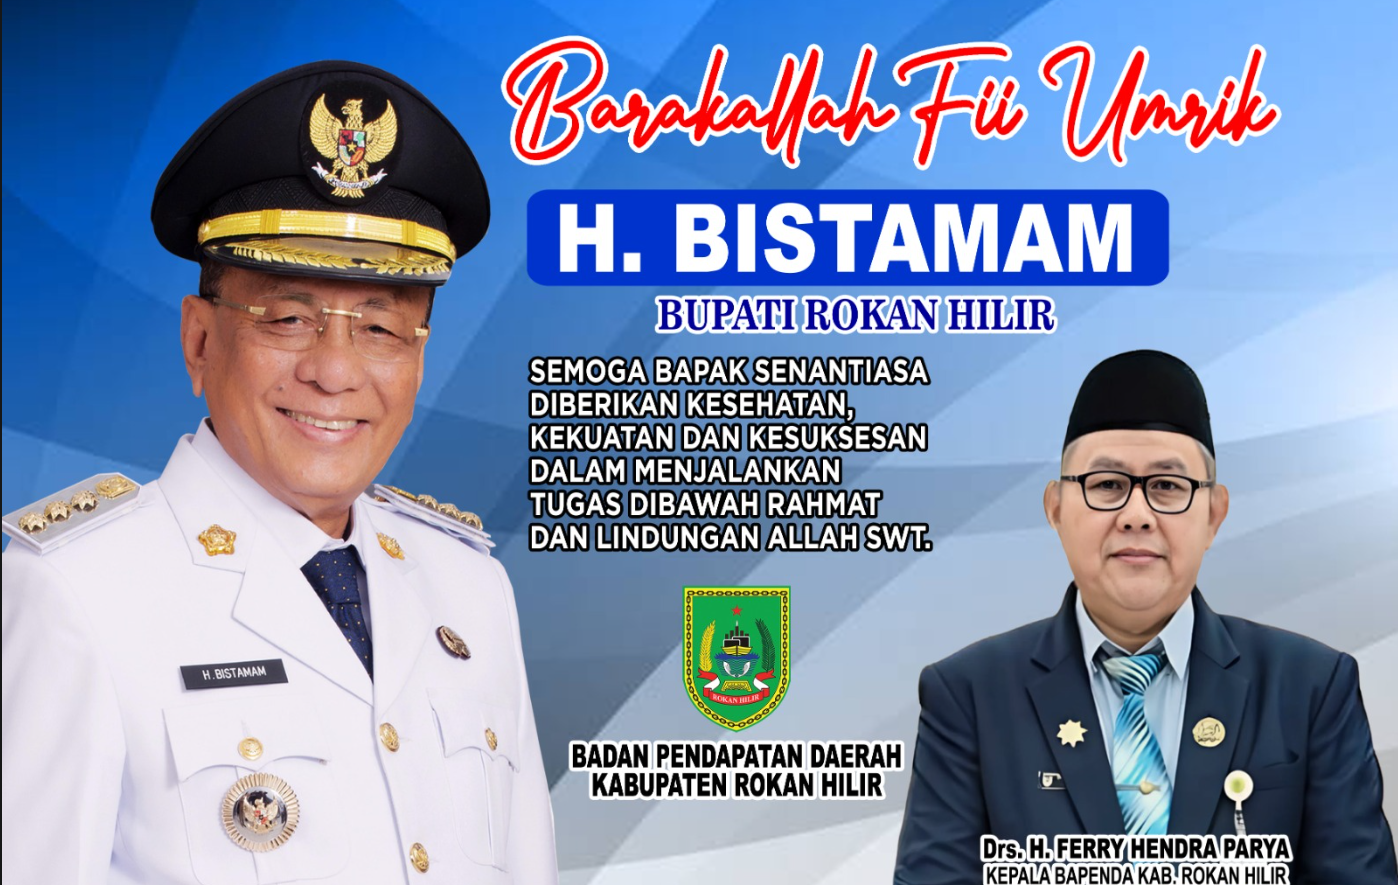 Barakallah Fii Umrik
H. BISTAMAM
BUPATI ROKAN HILIR
SEMOGA BAPAK SENANTIASA
DIBERIKAN KESEHATAN,
KEKUATAN DAN KESUKSESAN
DALAM MENJALANKAN
TUGAS DIBAWAH RAHMAT
DAN LINDUNGAN ALLAH SWT.
H. BISTAMAM
ROKAN HILIR
BADAN PENDAPATAN DAERAH
KABUPATEN ROKAN HILIR
Drs. H. FERRY HENDRA PARYA
KEPALA BAPENDA KAB. ROKAN HILIR